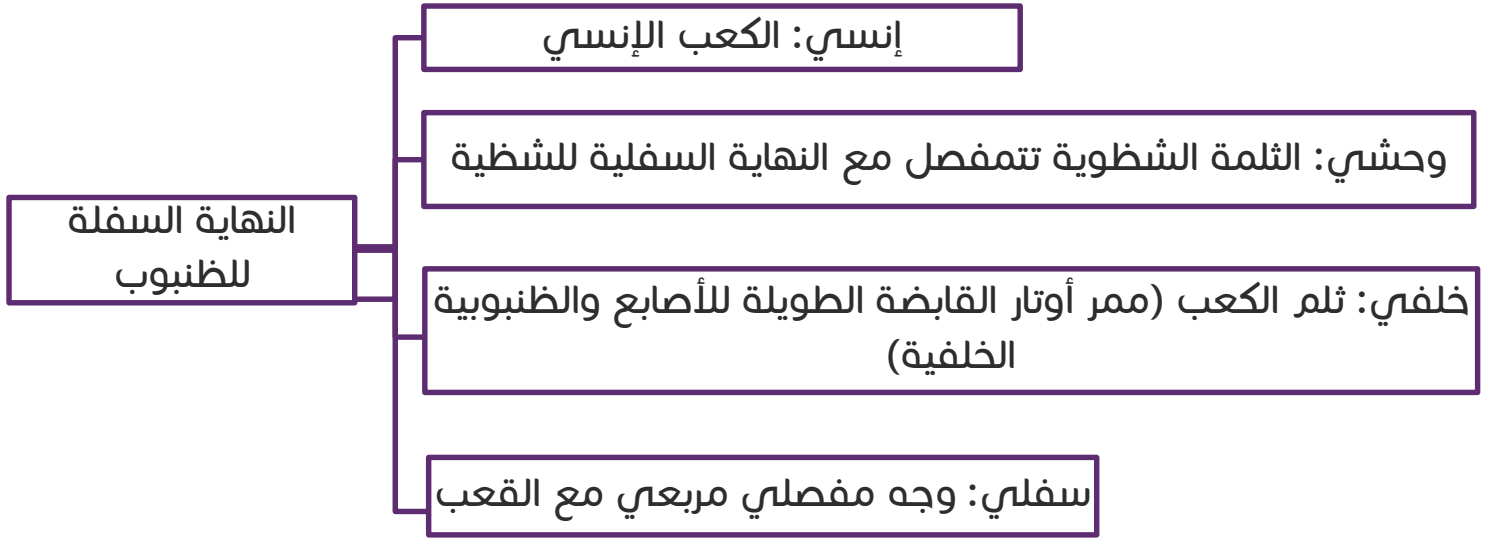 إنسي: الكعب الإنسي
وحشي: الثلمة الشظوية تتمفصل مع النهاية السفلية للشظية
النهاية السفلة
للظنبوب
خلفي: ثلم الكعب (ممر أوتار القابضة الطويلة للأصابع والظنبوبية
الخلفية)
سفلي: وجه مفصلي مربعي مع القعب